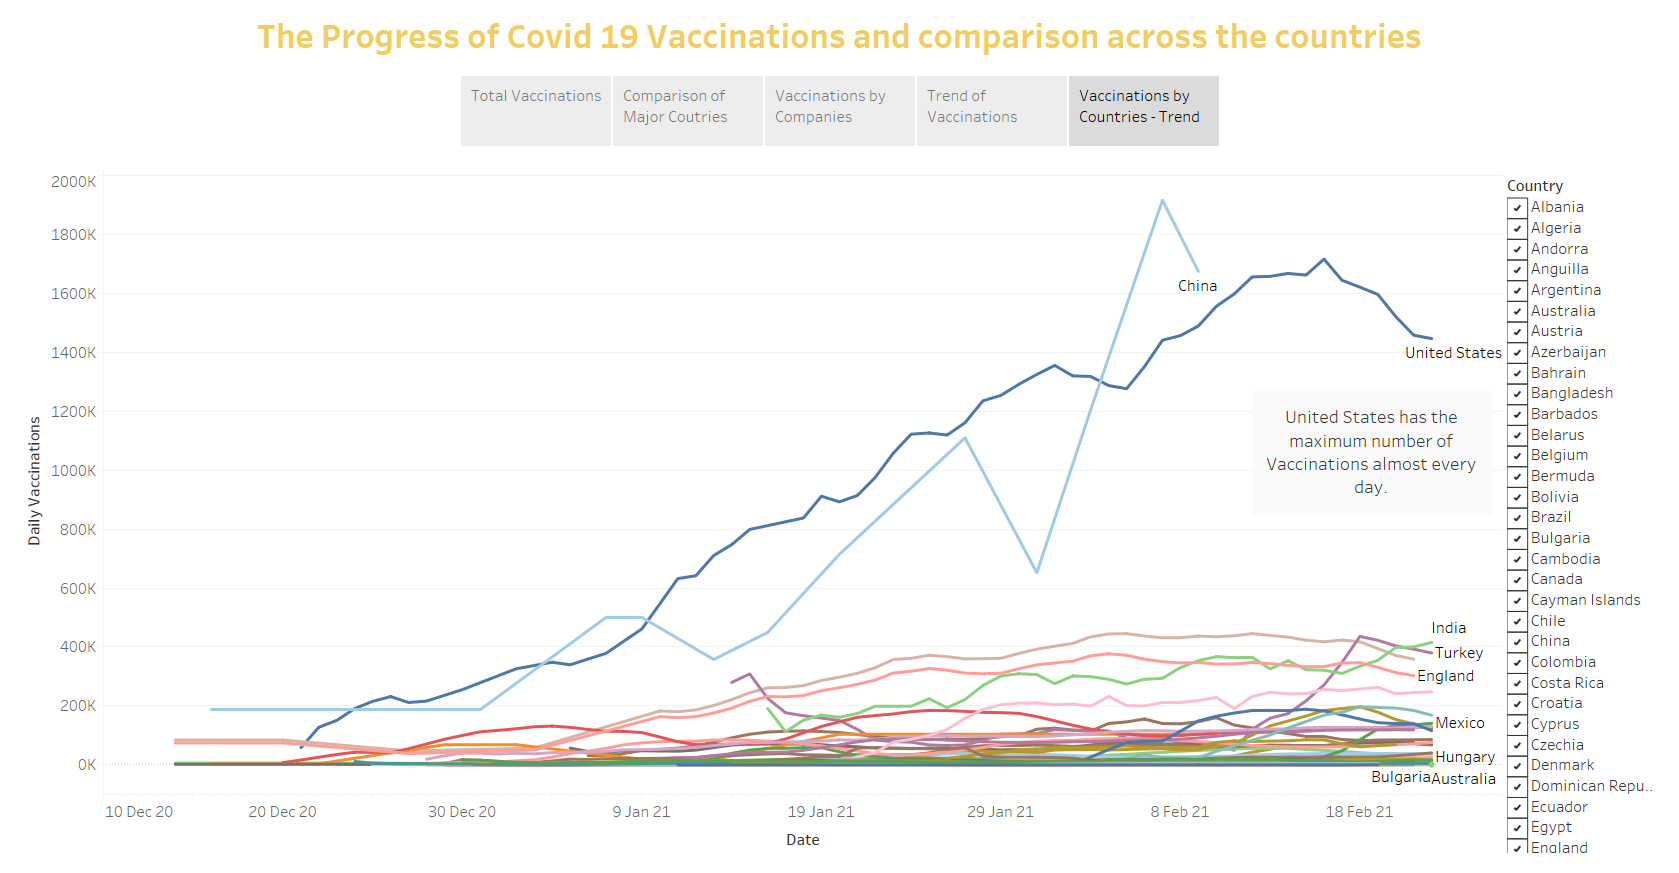 The Progress of Covid 19 Vaccinations and comparison across the countries
Total Vaccinations
Comparison of
Major Coutries
Vaccinations by
Companies
Trend of
Vaccinations
Vaccinations by
Countries - Trend
Daily Vaccinations
2000K
1800K
1600K
1400K
1200K
1000K
800K
600K
400K
200K
0K
China
United States
United States has the
maximum number of
Vaccinations almost every
day.
India
Turkey
England
Mexico
Hungary
Bulgaria
Australia
10 Dec 20
20 Dec 20
30 Dec 20
9 Jan 21
19 Jan 21
29 Jan 21
8 Feb 21
18 Feb 21
Date
Country
Albania
Algeria
Andorra
Anguilla
Argentina
Australia
Austria
Azerbaijan
Bahrain
Bangladesh
Barbados
Belarus
Belgium
Bermuda
Bolivia
Brazil
Bulgaria
Cambodia
Canada
Cayman Islands
Chile
China
Colombia
Costa Rica
Croatia
Cyprus
Czechia
Denmark
Dominican Repu..
Ecuador
Egypt
England